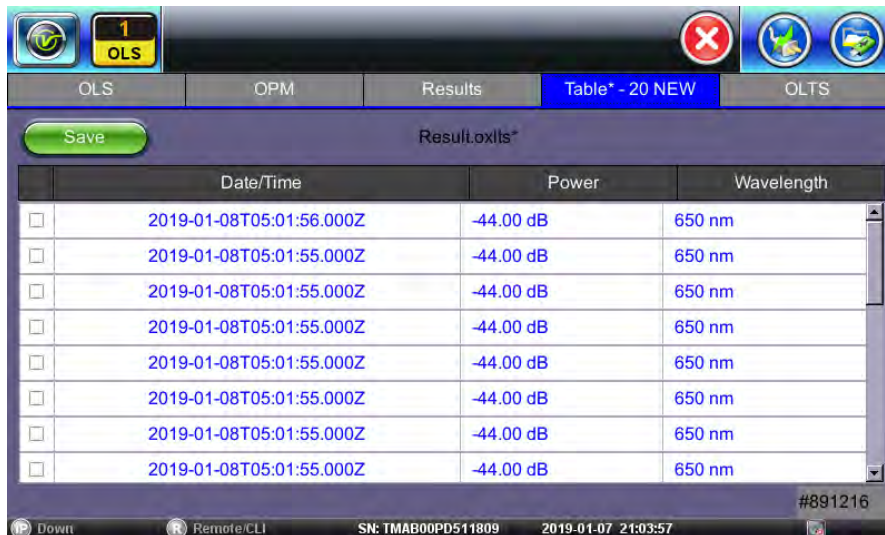 1
OLS
OLS OPM Results Table* - 20 NEW OLTS
Save Result.oxlts*
Date/Time Power Wavelength
2019-01-08T05:01:56.000Z -44.00 dB 650 nm
2019-01-08T05:01:55.000Z -44.00 dB 650 nm
2019-01-08T05:01:55.000Z -44.00 dB 650 nm
2019-01-08T05:01:55.000Z -44.00 dB 650 nm
2019-01-08T05:01:55.000Z -44.00 dB 650 nm
2019-01-08T05:01:55.000Z -44.00 dB 650 nm
2019-01-08T05:01:55.000Z -44.00 dB 650 nm
2019-01-08T05:01:55.000Z -44.00 dB 650 nm
#891216
IP Down R Remote/CLI SN: TMAB00PD511809 2019-01-07 21:03:57